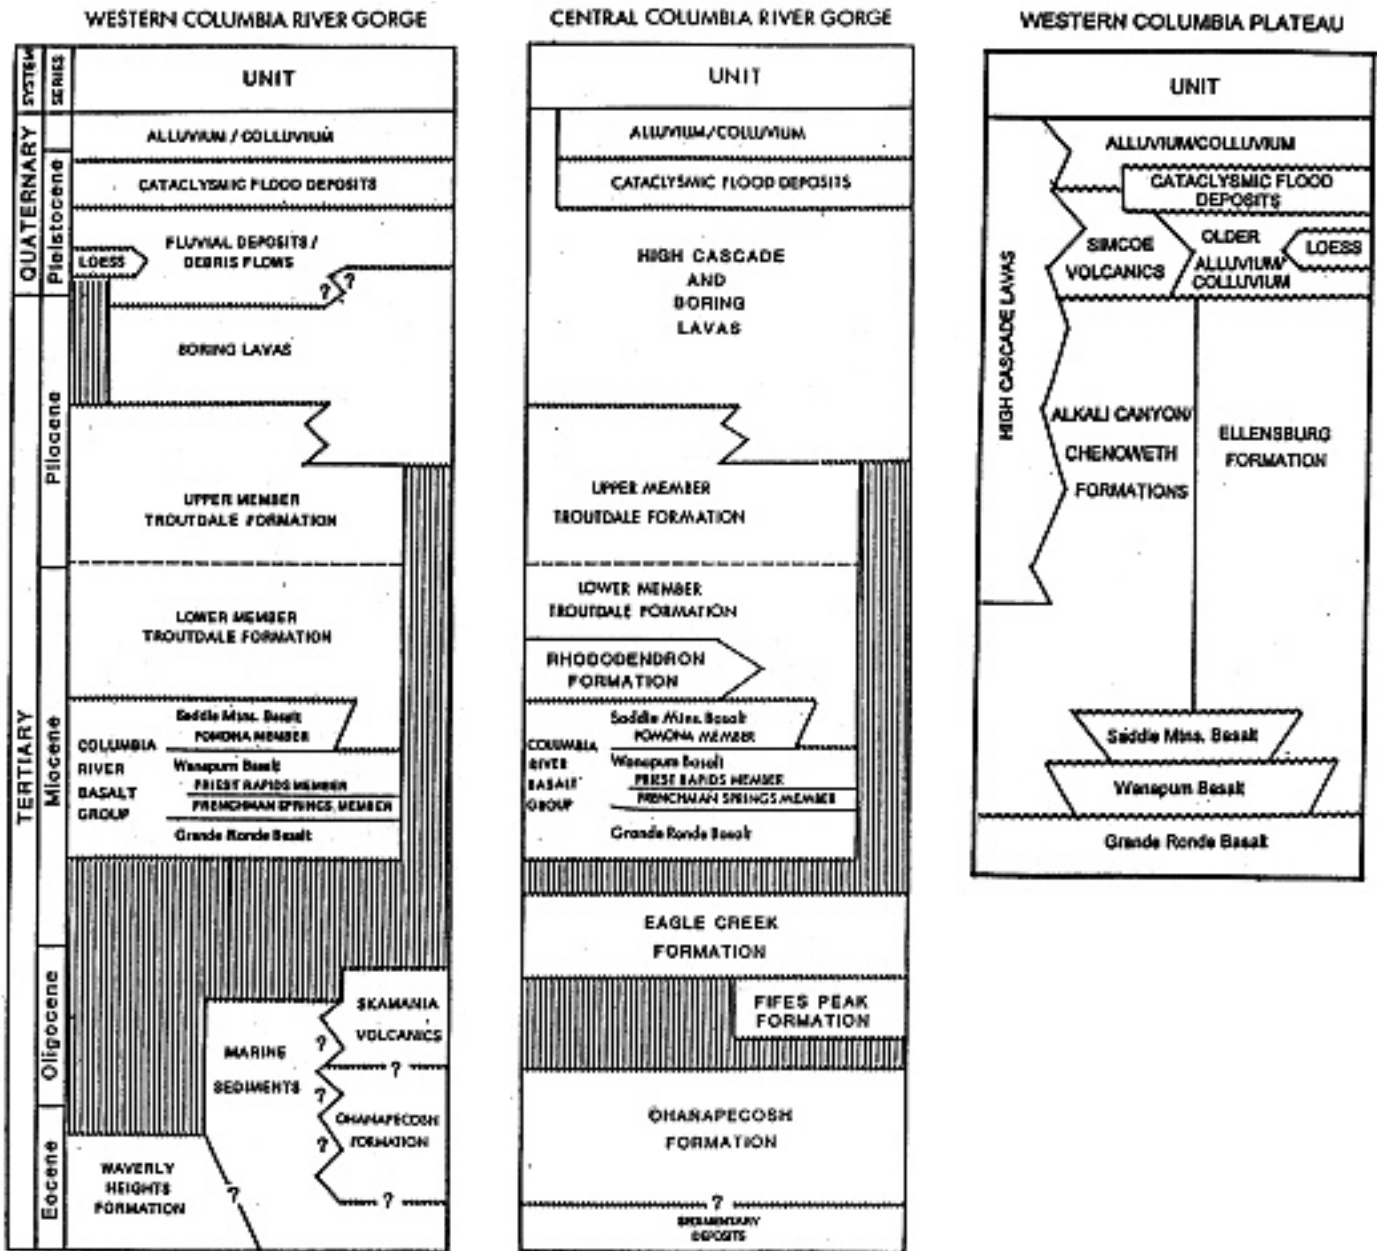 WESTERN COLUMBIA RIVER GORGE
SYSTEM
SERIES
UNIT
QUATERNARY
Pleistocene
TERTIARY
Pliocene
Miocene
Oligocene
Eocene
ALLUVIUM / COLLUVIUM
CATACLYSMIC FLOOD DEPOSITS
FLUVIAL DEPOSITS /
DEBRIS FLOWS
LOESS
?
?
BORING LAVAS
UPPER MEMBER
TROUTDALE FORMATION
LOWER MEMBER
TROUTDALE FORMATION
COLUMBIA
RIVER
BASALT
GROUP
Saddle Mtns. Basalt
POMONA MEMBER
Wanapum Basalt
PRIEST RAPIDS MEMBER
FRENCHMAN SPRINGS MEMBER
Grande Ronde Basalt
SKAMANIA
VOLCANICS
?
MARINE
SEDIMENTS
?
?
OHANAPECOSH
FORMATION
?
WAVERLY
HEIGHTS
FORMATION
?
?
CENTRAL COLUMBIA RIVER GORGE
UNIT
ALLUVIUM/COLLUVIUM
CATACLYSMIC FLOOD DEPOSITS
HIGH CASCADE
AND
BORING
LAVAS
UPPER MEMBER
TROUTDALE FORMATION
LOWER MEMBER
TROUTDALE FORMATION
RHODODENDRON
FORMATION
COLUMBIA
RIVER
BASALT
GROUP
Saddle Mtns. Basalt
POMONA MEMBER
Wanapum Basalt
PRIEST RAPIDS MEMBER
FRENCHMAN SPRINGS MEMBER
Grande Ronde Basalt
EAGLE CREEK
FORMATION
FIFES PEAK
FORMATION
OHANAPECOSH
FORMATION
?
SEDIMENTARY
DEPOSITS
WESTERN COLUMBIA PLATEAU
UNIT
HIGH CASCADE LAVAS
ALLUVIUM/COLLUVIUM
CATACLYSMIC FLOOD
DEPOSITS
SIMCOE
VOLCANICS
OLDER
ALLUVIUM/
COLLUVIUM
LOESS
ALKALI CANYON/
CHENOWETH
FORMATIONS
ELLENSBURG
FORMATION
Saddle Mtns. Basalt
Wanapum Basalt
Grande Ronde Basalt